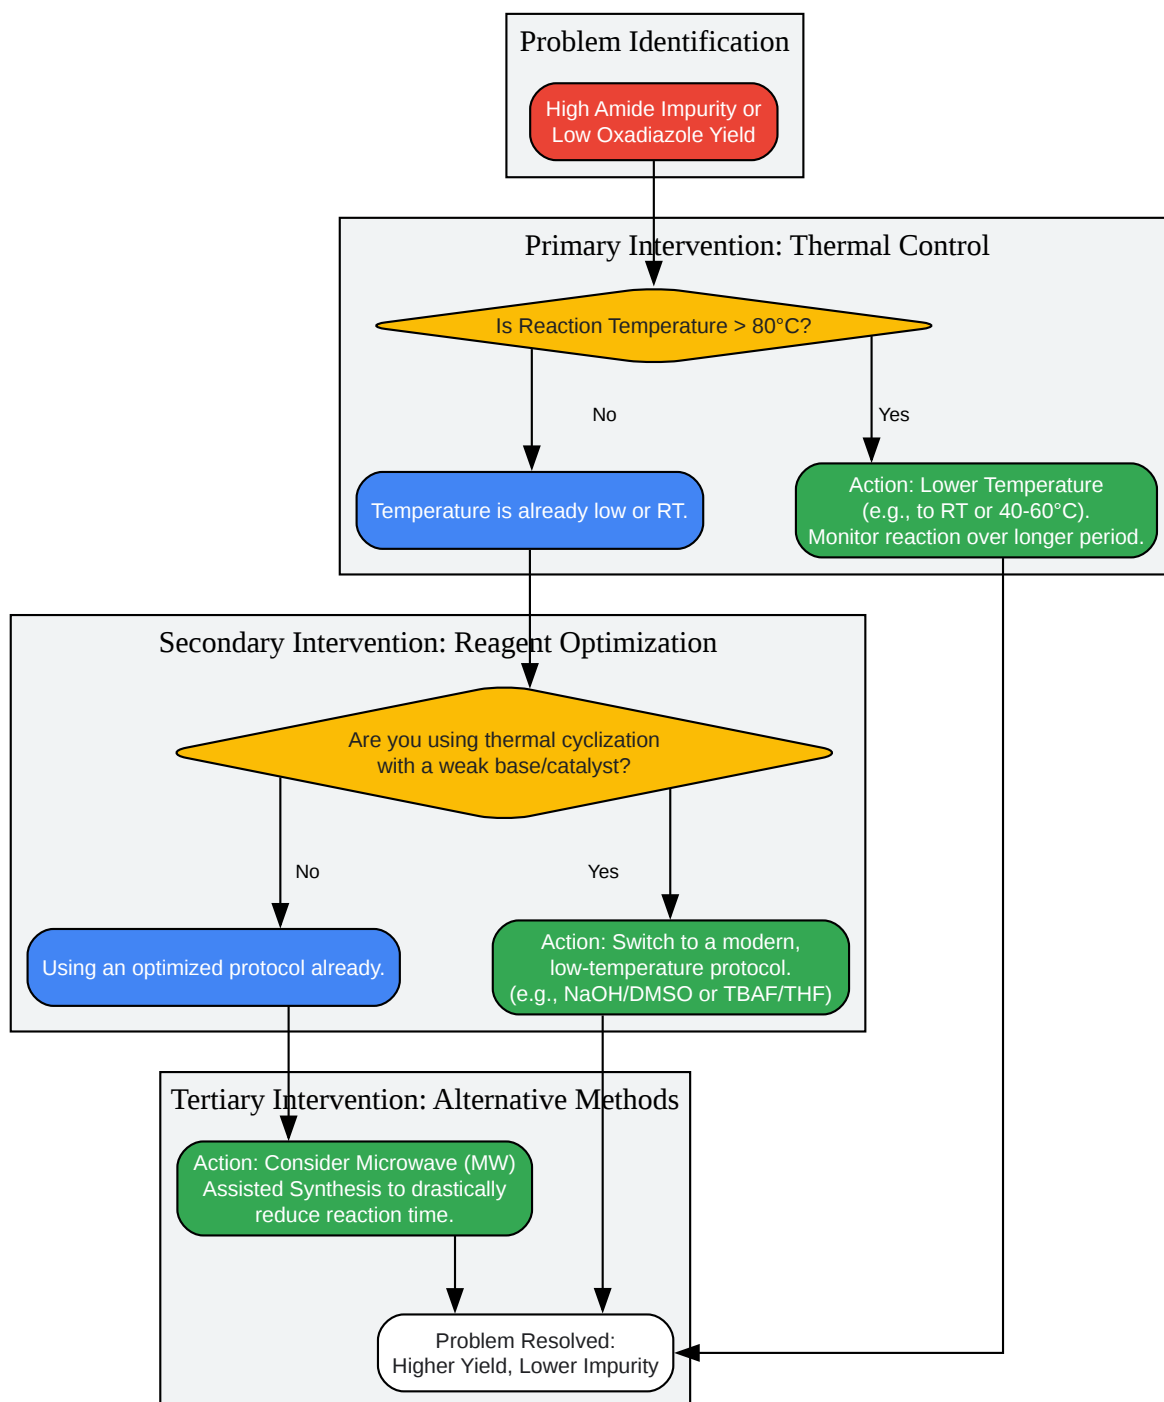 Problem Identification
High Amide Impurity or
Low Oxadiazole Yield
Primary Intervention: Thermal Control
Is Reaction Temperature > 80°C?
No
Yes
Temperature is already low or RT.
Action: Lower Temperature
(e.g., to RT or 40-60°C).
Monitor reaction over longer period.
Secondary Intervention: Reagent Optimization
Are you using thermal cyclization
with a weak base/catalyst?
No
Yes
Using an optimized protocol already.
Action: Switch to a modern,
low-temperature protocol.
(e.g., NaOH/DMSO or TBAF/THF)
Tertiary Intervention: Alternative Methods
Action: Consider Microwave (MW)
Assisted Synthesis to drastically
reduce reaction time.
Problem Resolved:
Higher Yield, Lower Impurity